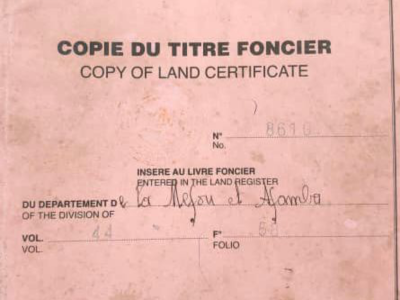 COPIE DU TITRE FONCIER
COPY OF LAND CERTIFICATE
N° 8610
No.
INSERE AU LIVRE FONCIER
ENTERED IN THE LAND REGISTER
DU DEPARTEMENT De la Mefou et Afamba
OF THE DIVISION OF
VOL. 44 F°
VOL. FOLIO